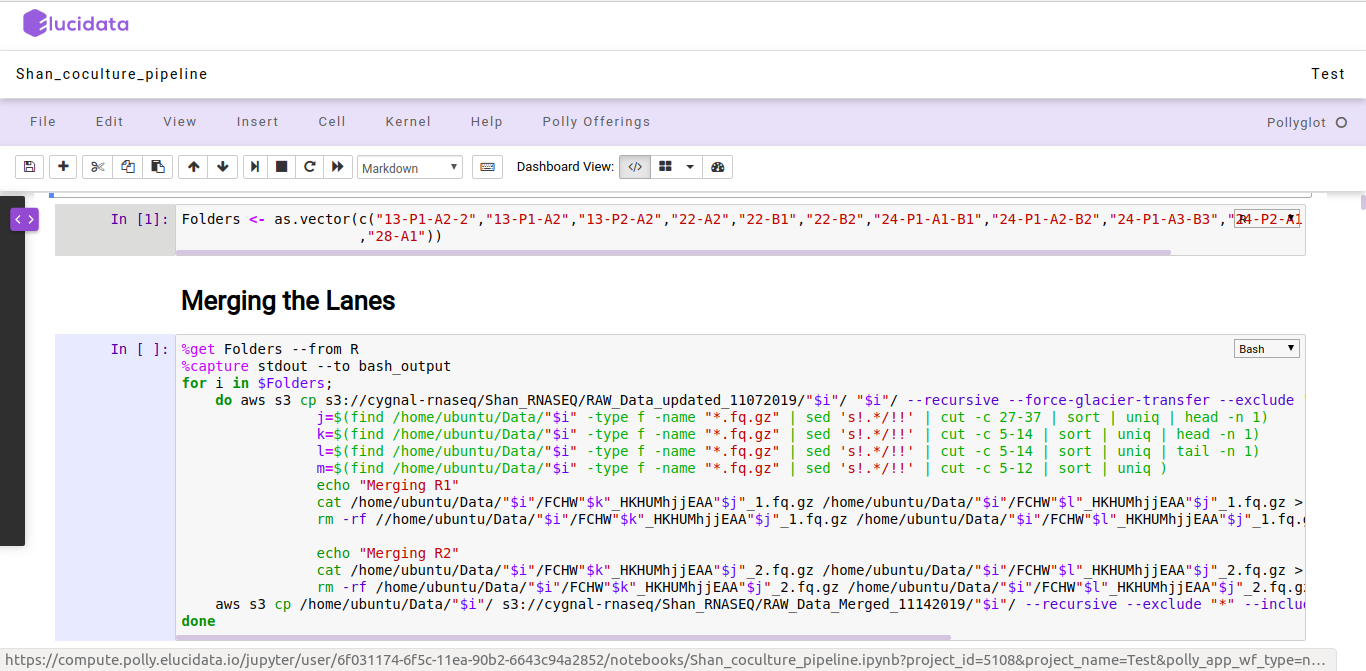 elucidata
Shan_coculture_pipeline
Test
File Edit View Insert Cell Kernel Help Polly Offerings
Pollyglot
Markdown
Dashboard View:
In [1]: Folders <- as.vector(c("13-P1-A2-2","13-P1-A2","13-P2-A2","22-A2","22-B1","22-B2","24-P1-A1-B1","24-P1-A2-B2","24-P1-A3-B3","24-P2-A1
,"28-A1"))
R
Merging the Lanes
In [ ]: %get Folders --from R
Bash
%capture stdout --to bash_output
for i in $Folders;
do aws s3 cp s3://cygnal-rnaseq/Shan_RNASEQ/RAW_Data_updated_11072019/"$i"/ "$i"/ --recursive --force-glacier-transfer --exclude "
j=$(find /home/ubuntu/Data/"$i" -type f -name "*.fq.gz" | sed 's!.*/!!' | cut -c 27-37 | sort | uniq | head -n 1)
k=$(find /home/ubuntu/Data/"$i" -type f -name "*.fq.gz" | sed 's!.*/!!' | cut -c 5-14 | sort | uniq | head -n 1)
l=$(find /home/ubuntu/Data/"$i" -type f -name "*.fq.gz" | sed 's!.*/!!' | cut -c 5-14 | sort | uniq | tail -n 1)
m=$(find /home/ubuntu/Data/"$i" -type f -name "*.fq.gz" | sed 's!.*/!!' | cut -c 5-12 | sort | uniq )
echo "Merging R1"
cat /home/ubuntu/Data/"$i"/FCHW"$k"_HKHUMhjjEAA"$j"_1.fq.gz /home/ubuntu/Data/"$i"/FCHW"$l"_HKHUMhjjEAA"$j"_1.fq.gz >
rm -rf //home/ubuntu/Data/"$i"/FCHW"$k"_HKHUMhjjEAA"$j"_1.fq.gz /home/ubuntu/Data/"$i"/FCHW"$l"_HKHUMhjjEAA"$j"_1.fq.g
echo "Merging R2"
cat /home/ubuntu/Data/"$i"/FCHW"$k"_HKHUMhjjEAA"$j"_2.fq.gz /home/ubuntu/Data/"$i"/FCHW"$l"_HKHUMhjjEAA"$j"_2.fq.gz >
rm -rf /home/ubuntu/Data/"$i"/FCHW"$k"_HKHUMhjjEAA"$j"_2.fq.gz /home/ubuntu/Data/"$i"/FCHW"$l"_HKHUMhjjEAA"$j"_2.fq.gz
aws s3 cp /home/ubuntu/Data/"$i"/ s3://cygnal-rnaseq/Shan_RNASEQ/RAW_Data_Merged_11142019/"$i"/ --recursive --exclude "*" --inclu
done
https://compute.polly.elucidata.io/jupyter/user/6f031174-6f5c-11ea-90b2-6643c94a2852/notebooks/Shan_coculture_pipeline.ipynb?project_id=5108&project_name=Test&polly_app_wf_type=n...